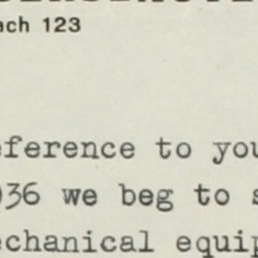 ach 123
eference to you
936 we beg to s
echanical equip